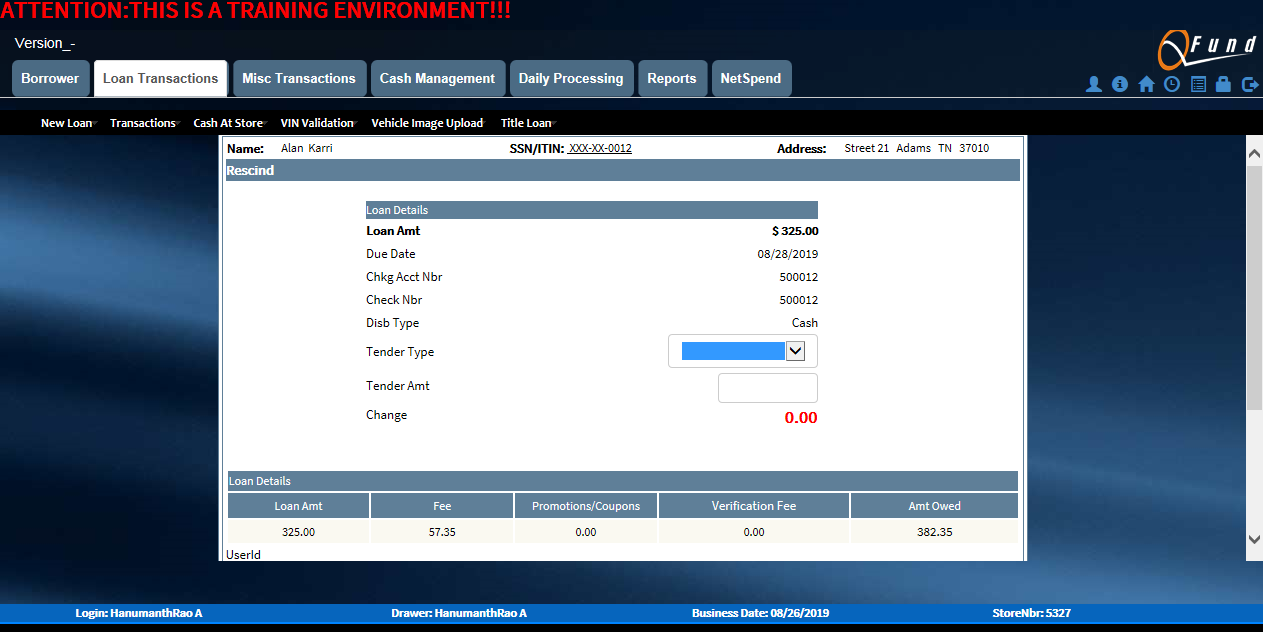 ATTENTION:THIS IS A TRAINING ENVIRONMENT!!!
Version_-
Fund
Borrower Loan Transactions Misc Transactions Cash Management Daily Processing Reports NetSpend
New Loan Transactions Cash At Store VIN Validation Vehicle Image Upload Title Loan
Name: Alan Karri SSN/ITIN: XXX-XX-0012 Address: Street 21 Adams TN 37010
Rescind
Loan Details
Loan Amt $ 325.00
Due Date 08/28/2019
Chkg Acct Nbr 500012
Check Nbr 500012
Disb Type Cash
Tender Type
Tender Amt
Change 0.00
Loan Details
Loan Amt Fee Promotions/Coupons Verification Fee Amt Owed
325.00 57.35 0.00 0.00 382.35
UserId
Login: HanumanthRao A Drawer: HanumanthRao A Business Date: 08/26/2019 StoreNbr: 5327